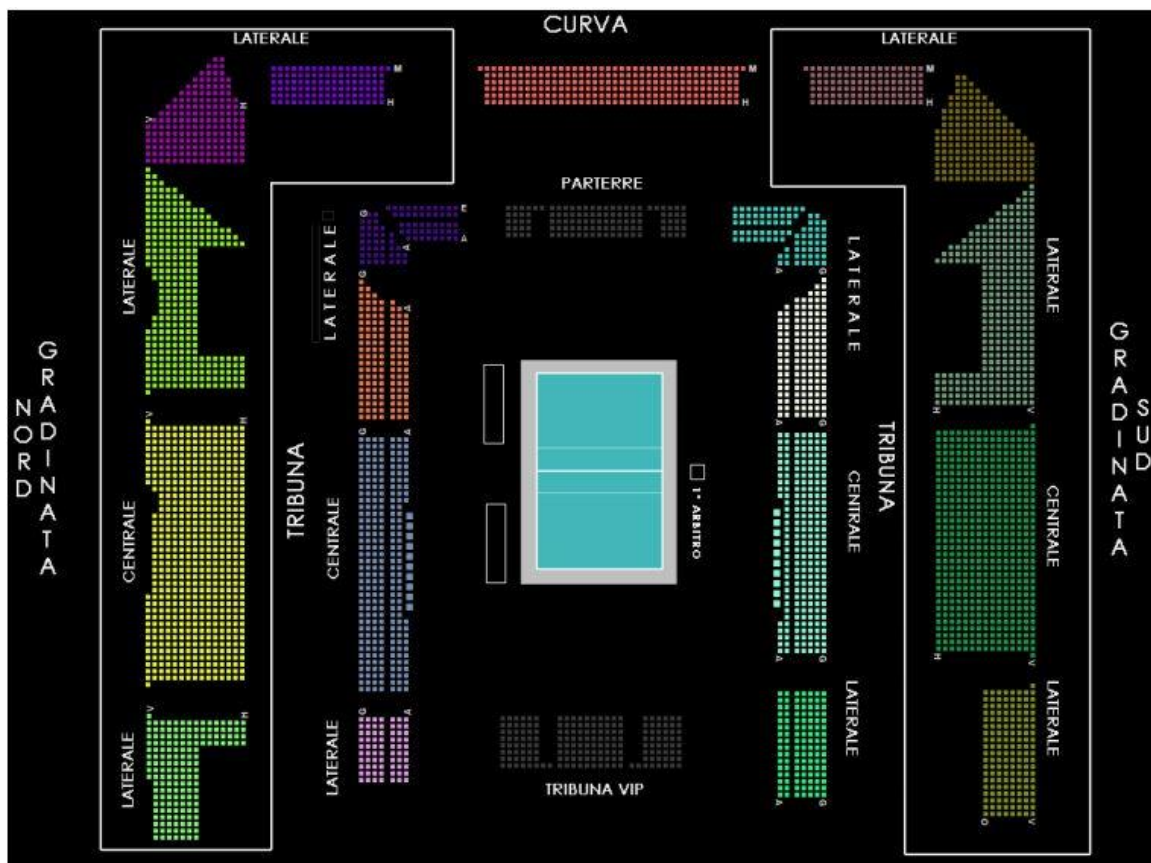 CURVA
LATERALE
LATERALE
M
M
H
H
V
H
PARTERRE
G
E
A
A
LATERALE
LATERALE
LATERALE
LATERALE
G
A
A
G
GRADINATA
NORD
V
H
G
A
A
G
H
V
GRADINATA
SUD
TRIBUNA
TRIBUNA
CENTRALE
CENTRALE
CENTRALE
CENTRALE
1° ARBITRO
A
G
H
V
V
H
G
A
LATERALE
LATERALE
LATERALE
LATERALE
TRIBUNA VIP
A
G
O
V